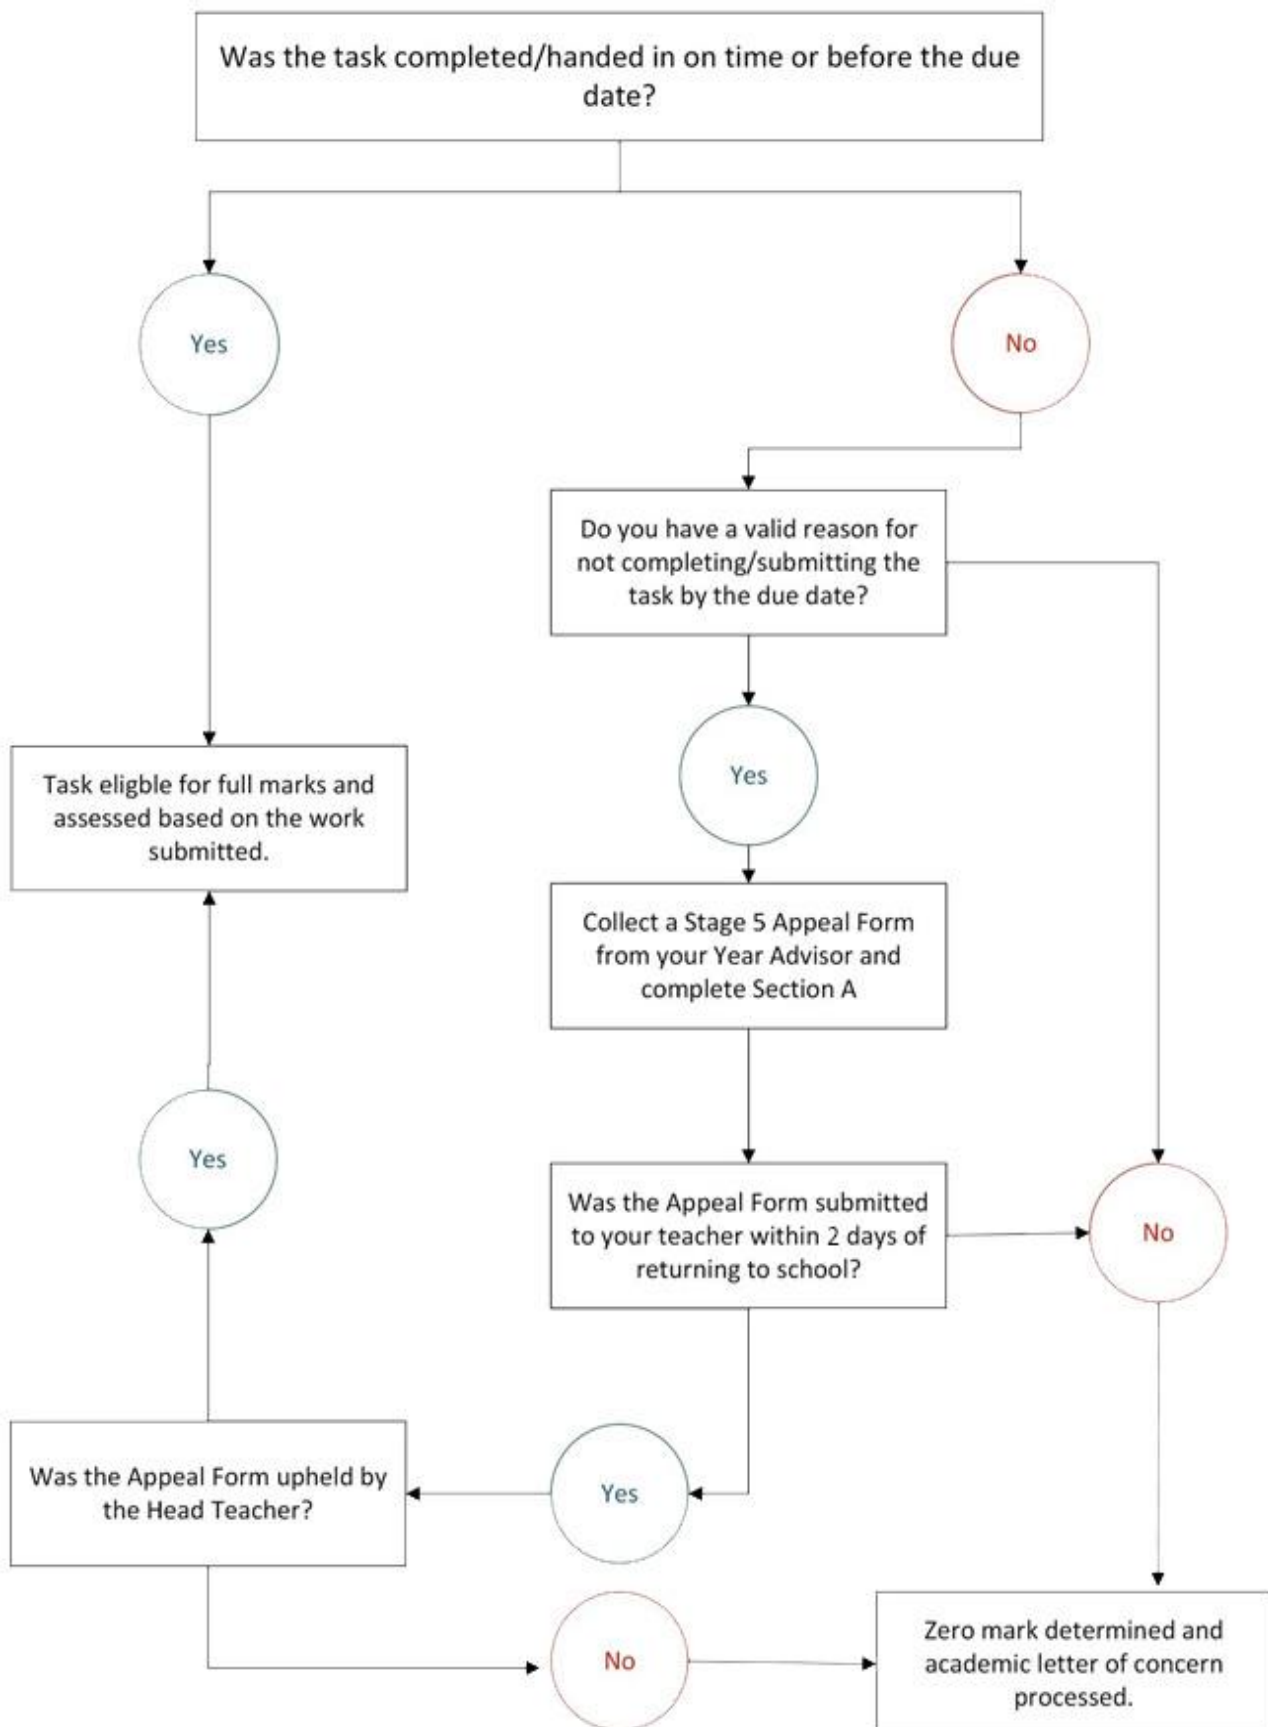 Was the task completed/handed in on time or before the due
date?
Yes
No
Do you have a valid reason for
not completing/submitting the
task by the due date?
Yes
Task eligble for full marks and
assessed based on the work
submitted.
Collect a Stage 5 Appeal Form
from your Year Advisor and
complete Section A
Yes
Was the Appeal Form submitted
to your teacher within 2 days of
returning to school?
No
Was the Appeal Form upheld by
the Head Teacher?
Yes
No
Zero mark determined and
academic letter of concern
processed.